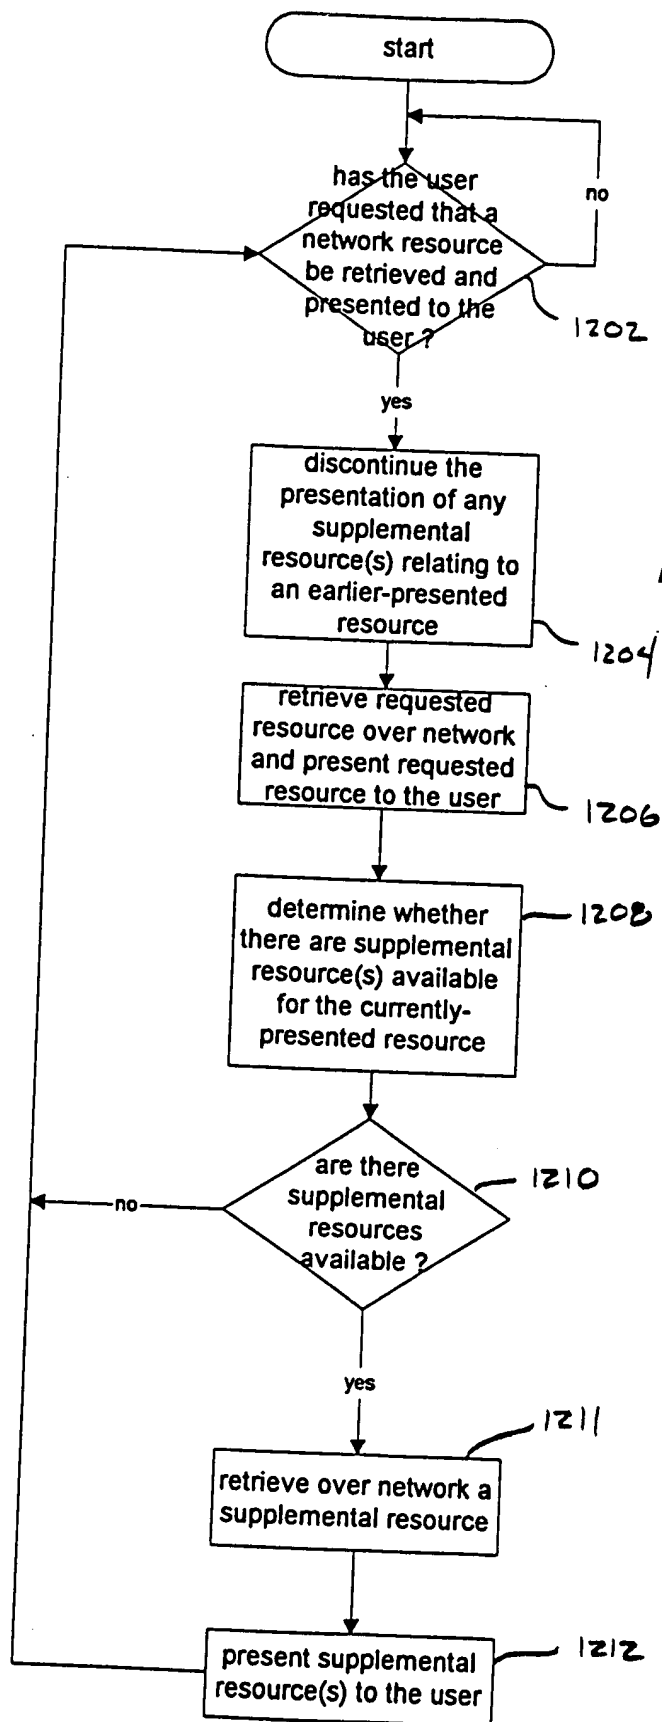 start
has the user
requested that a
network resource
be retrieved and
presented to the
user ?
no
1202
yes
discontinue the
presentation of any
supplemental
resource(s) relating to
an earlier-presented
resource
1204
retrieve requested
resource over network
and present requested
resource to the user
1206
determine whether
there are supplemental
resource(s) available
for the currently-
presented resource
1208
are there
supplemental
resources
available ?
1210
no
yes
1211
retrieve over network a
supplemental resource
present supplemental
resource(s) to the user
1212